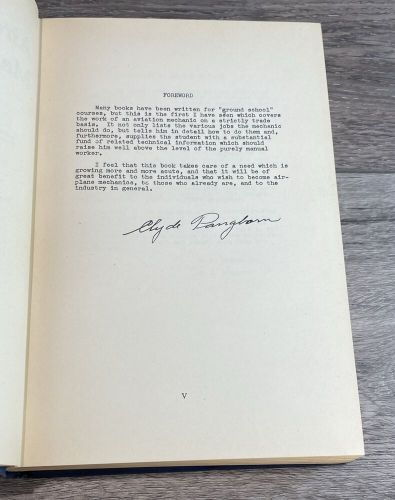 FOREWORD
Many books have been written for "ground school"
courses, but this is the first I have seen which covers
the work of an aviation mechanic on a strictly trade
basis. It not only lists the various jobs the mechanic
should do, but tells him in detail how to do them and,
furthermore, supplies the student with a substantial
fund of related technical information which should
raise him well above the level of the purely manual
worker.
I feel that this book takes care of a need which is
growing more and more acute, and that it will be of
great benefit to the individuals who wish to become air-
plane mechanics, to those who already are, and to the
industry in general.
Clyde Pangborn
V